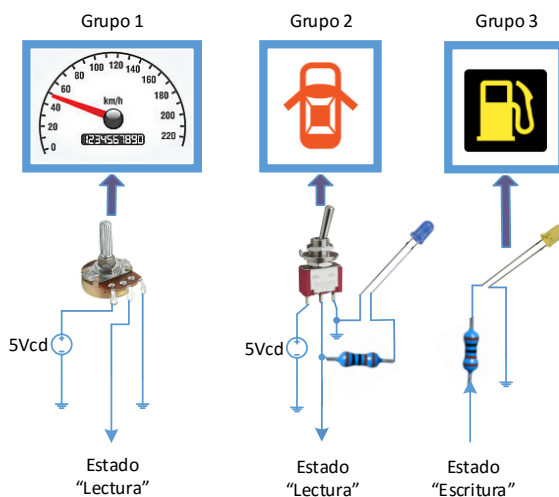 Grupo 1
Grupo 2
Grupo 3
0
20
40
60
80
100
120
140
160
180
200
220
km/h
1234567890
5Vcd
5Vcd
Estado
“Lectura”
Estado
“Lectura”
Estado
“Escritura”